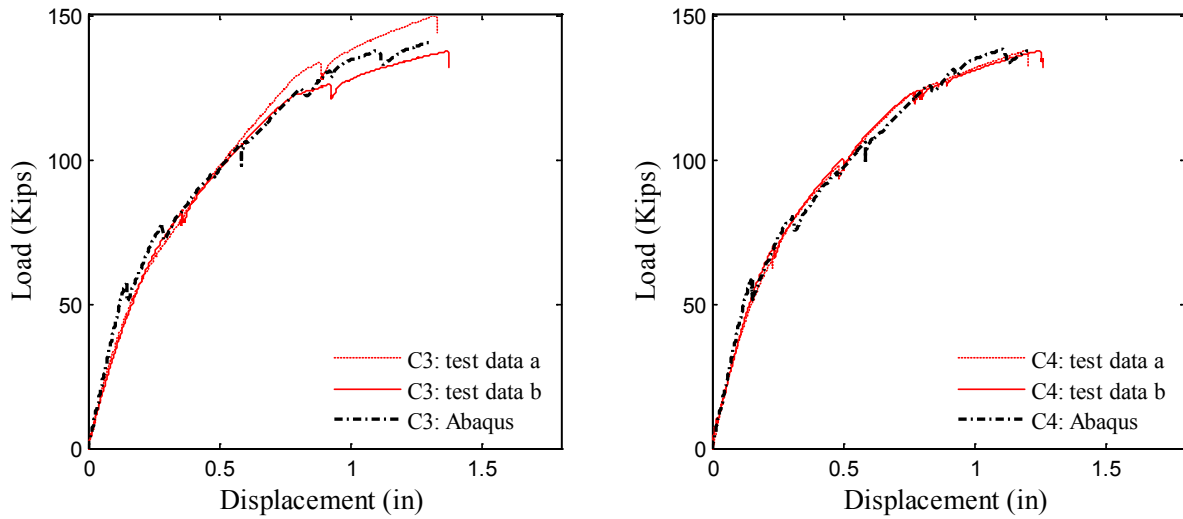 150
100
50
0
Load (Kips)
C3: test data a
C3: test data b
C3: Abaqus
0 0.5 1 1.5
Displacement (in)
150
100
50
0
Load (Kips)
C4: test data a
C4: test data b
C4: Abaqus
0 0.5 1 1.5
Displacement (in)